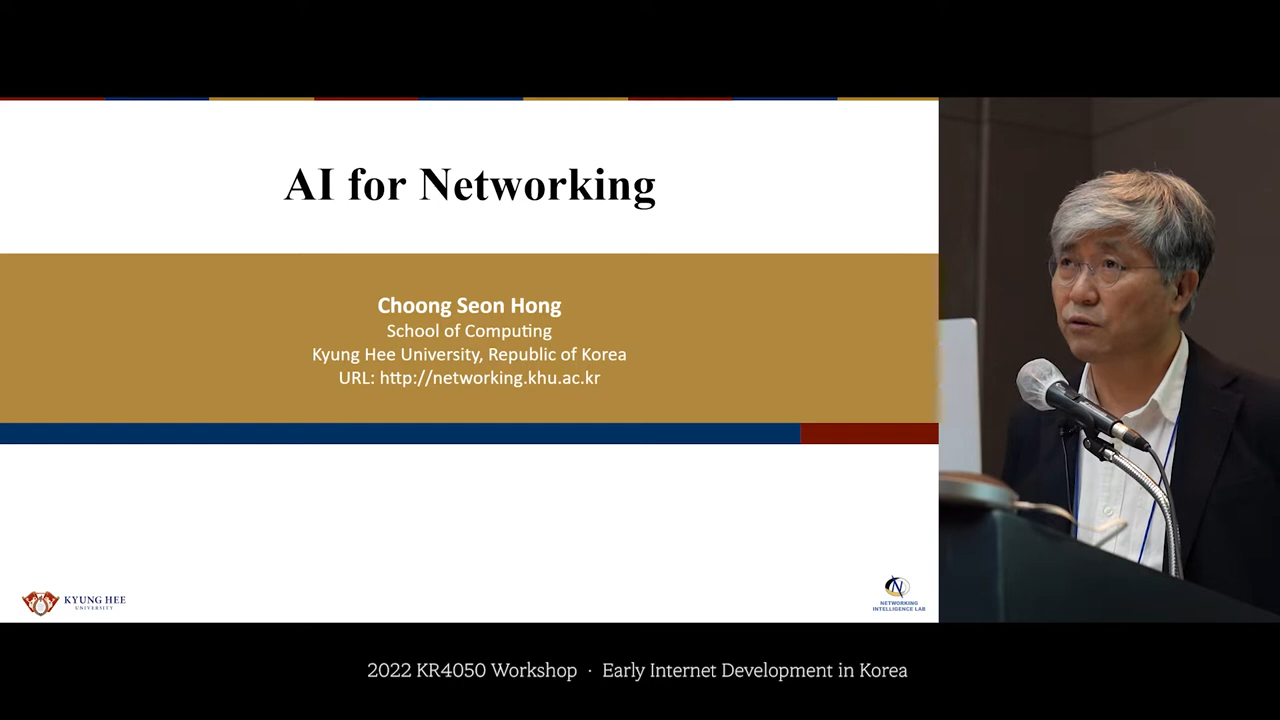 AI for Networking
Choong Seon Hong
School of Computing
Kyung Hee University, Republic of Korea
URL: http://networking.khu.ac.kr
KYUNG HEE
UNIVERSITY
N
NETWORKING
INTELLIGENCE LAB
2022 KR4050 Workshop · Early Internet Development in Korea